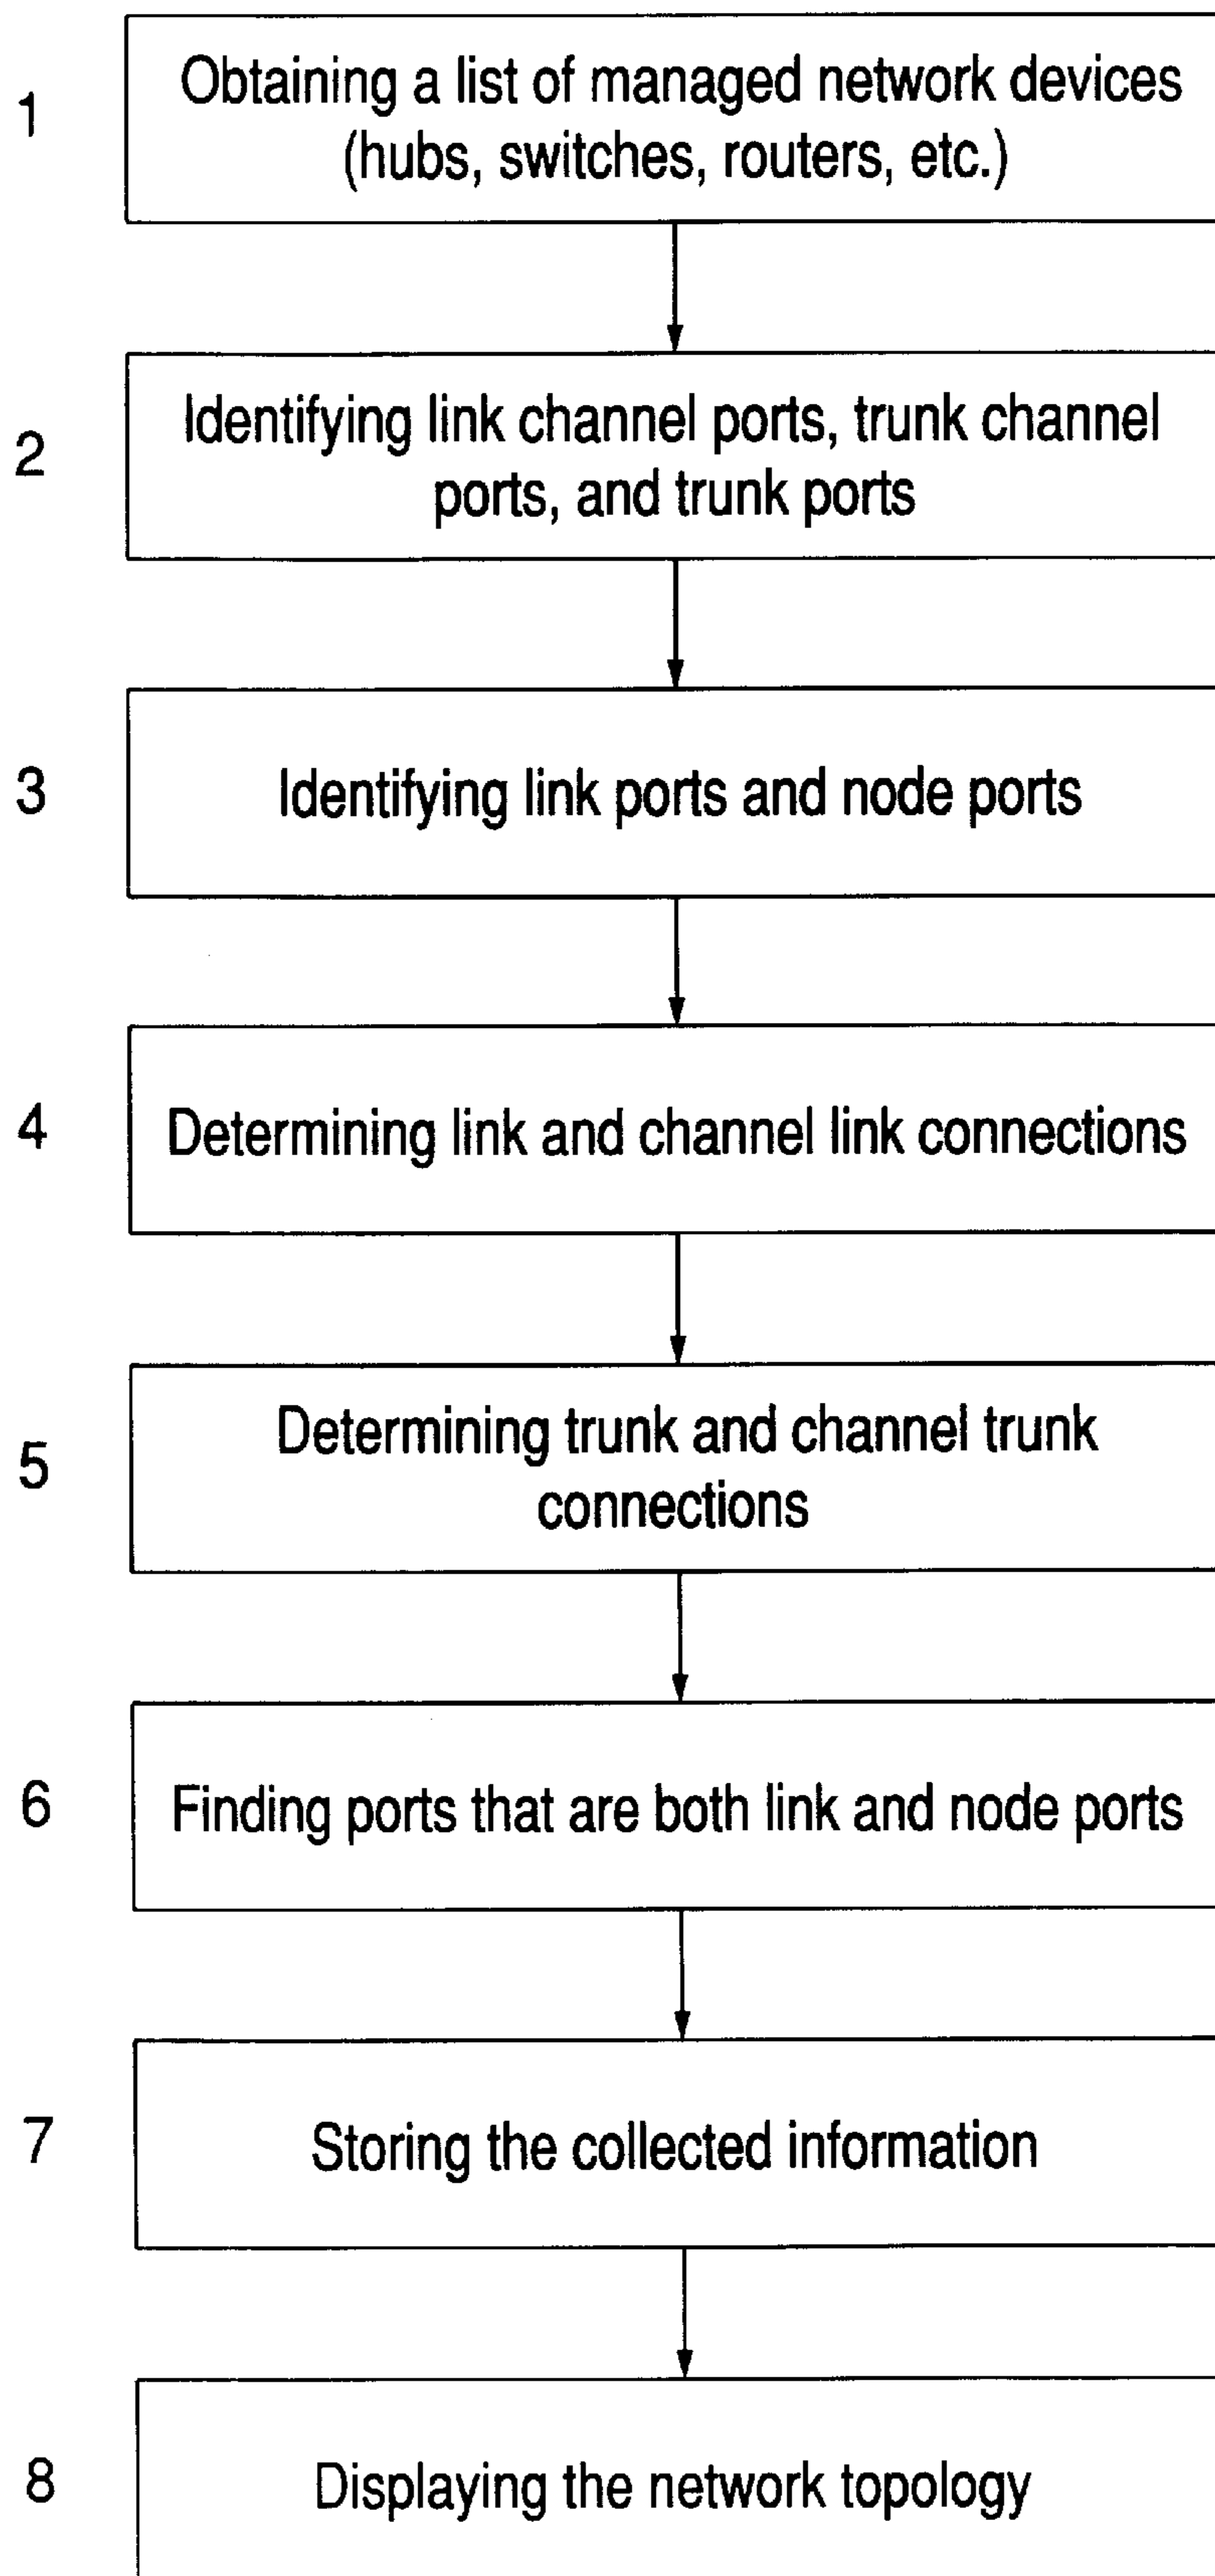 1
Obtaining a list of managed network devices
(hubs, switches, routers, etc.)
2
Identifying link channel ports, trunk channel
ports, and trunk ports
3
Identifying link ports and node ports
4
Determining link and channel link connections
5
Determining trunk and channel trunk
connections
6
Finding ports that are both link and node ports
7
Storing the collected information
8
Displaying the network topology